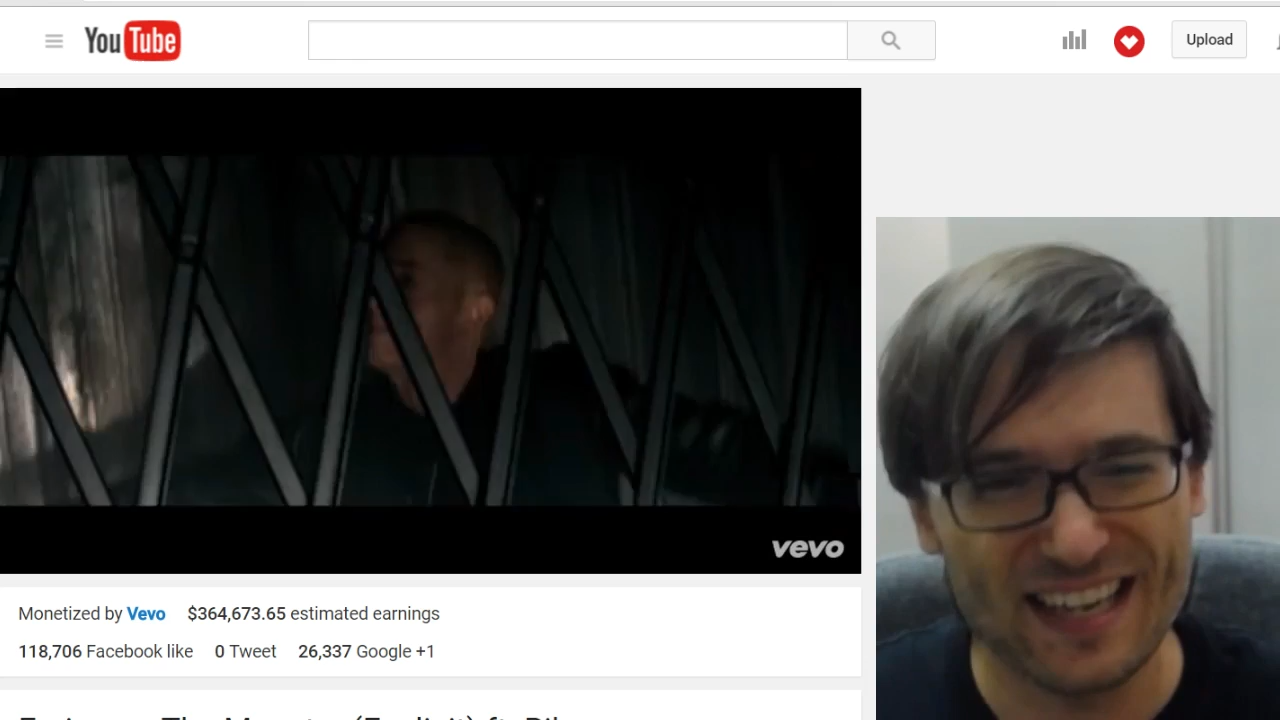 YouTube
Upload
vevo
Monetized by Vevo $364,673.65 estimated earnings
118,706 Facebook like 0 Tweet 26,337 Google +1